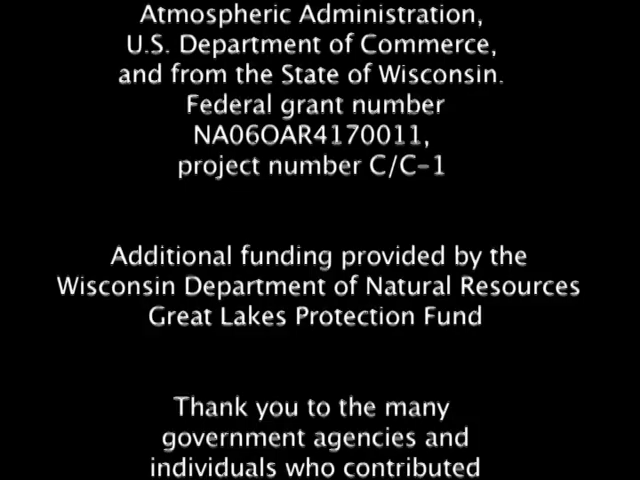 Atmospheric Administration,
U.S. Department of Commerce,
and from the State of Wisconsin.
Federal grant number
NA06OAR4170011,
project number C/C-1
Additional funding provided by the
Wisconsin Department of Natural Resources
Great Lakes Protection Fund
Thank you to the many
government agencies and
individuals who contributed